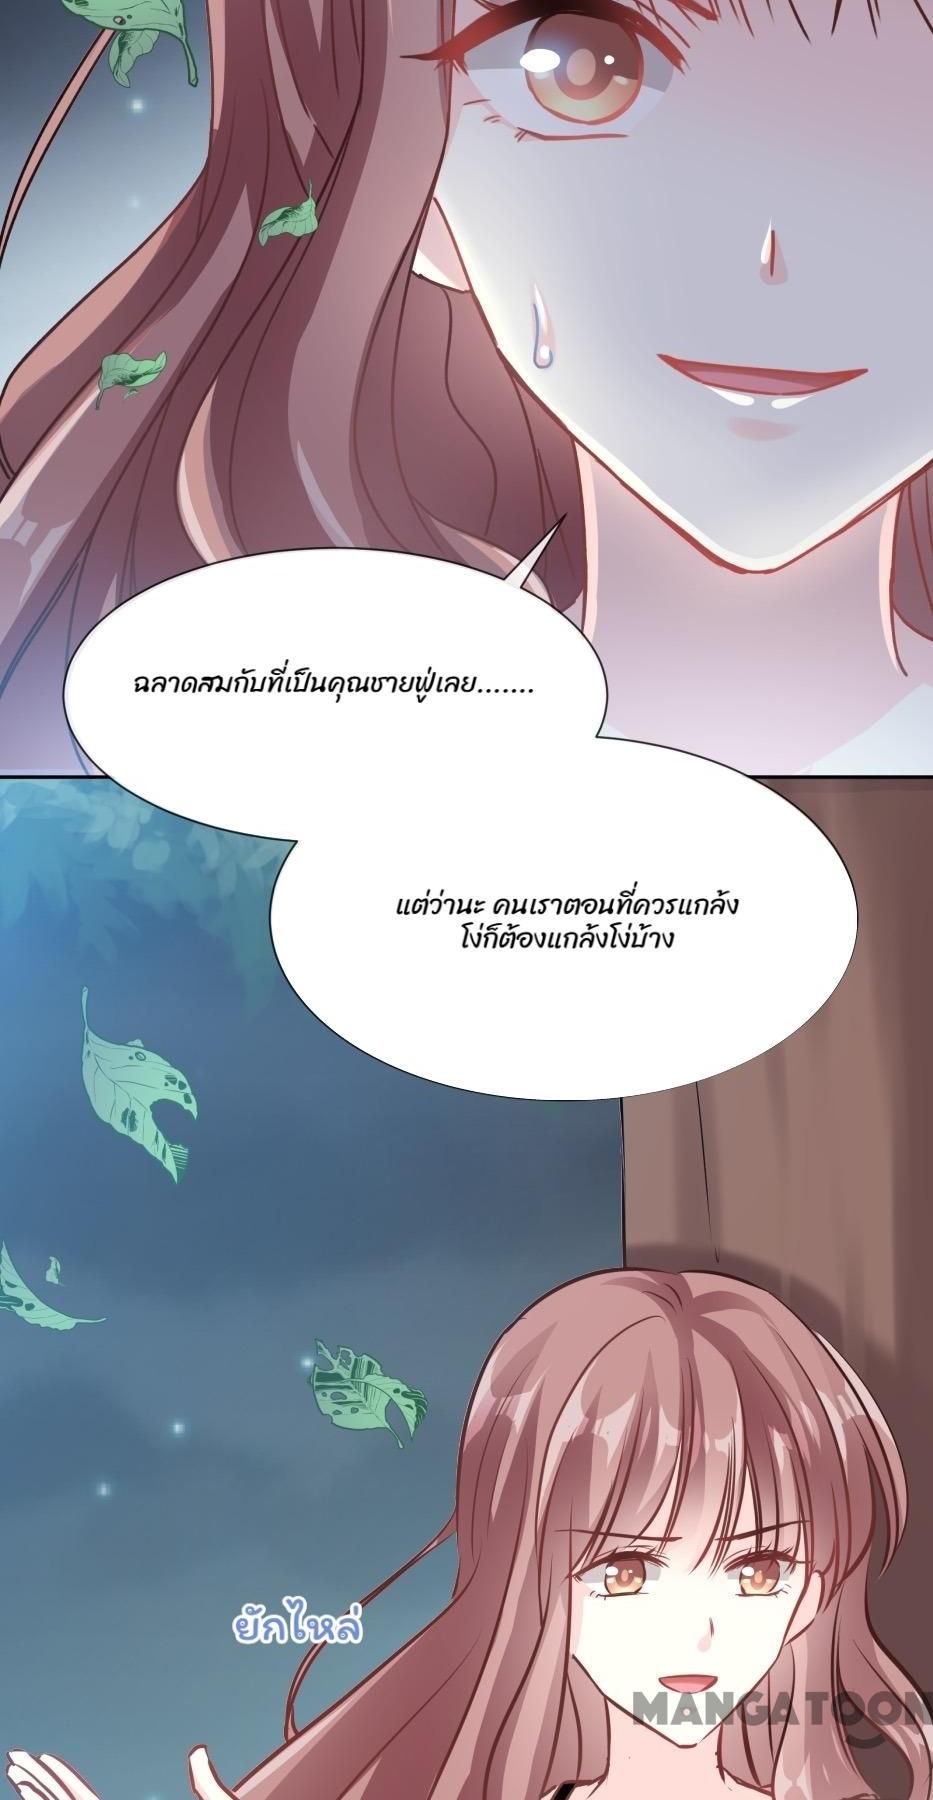 ฉลาดสมกับที่เป็นคุณชายฟู่เลย.......
แต่ว่านะ คนเราตอนที่ควรแกล้ง
โง่ก็ต้องแกล้งโง่บ้าง
ยักไหล่
MANGATOON